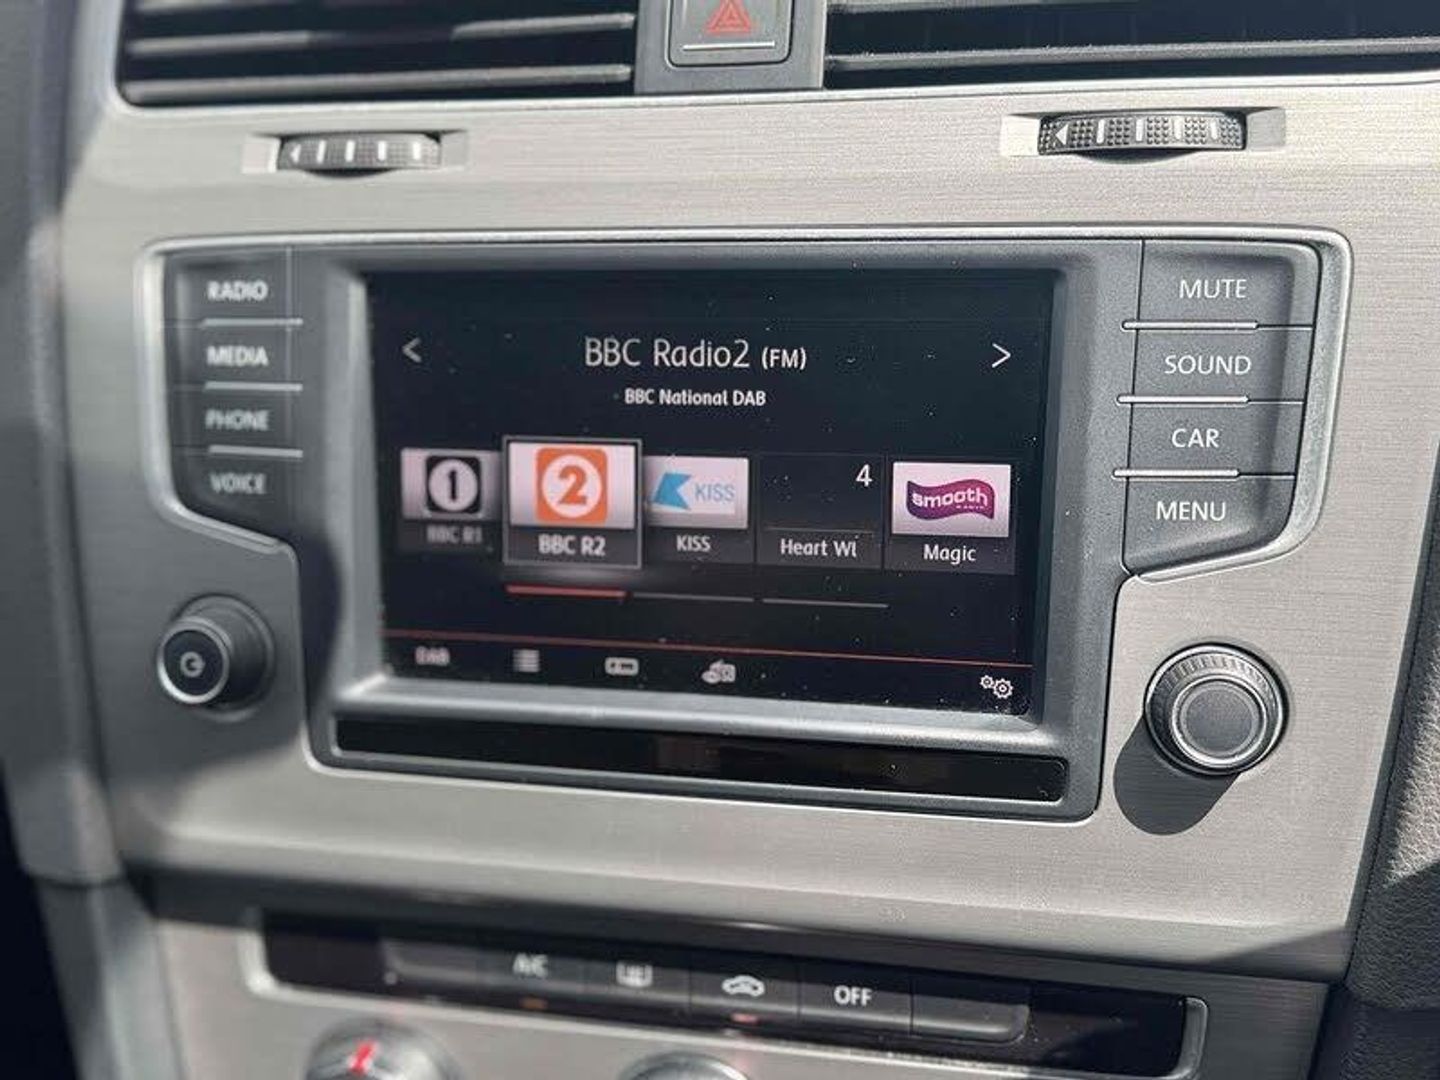 RADIO
MEDIA
PHONE
VOICE
MUTE
SOUND
CAR
MENU
< BBC Radio2 (FM) >
BBC National DAB
1
2
KISS
4
smooth
RADIO
BBC R1
BBC R2
KISS
Heart Wl
Magic
DAB
A/C
OFF